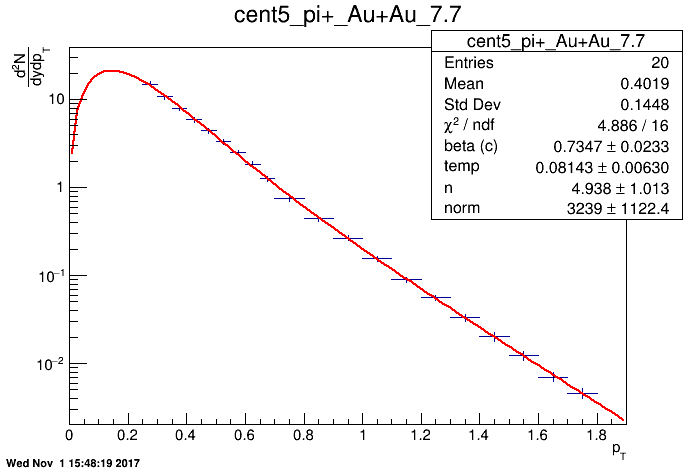 cent5_pi+_Au+Au_7.7
cent5_pi+_Au+Au_7.7
Entries 20
Mean 0.4019
Std Dev 0.1448
χ² / ndf 4.886 / 16
beta (c) 0.7347 ± 0.0233
temp 0.08143 ± 0.00630
n 4.938 ± 1.013
norm 3239 ± 1122.4
d²N
dydp_T
10
1
10⁻¹
10⁻²
0 0.2 0.4 0.6 0.8 1 1.2 1.4 1.6 1.8
p_T
Wed Nov 1 15:48:19 2017